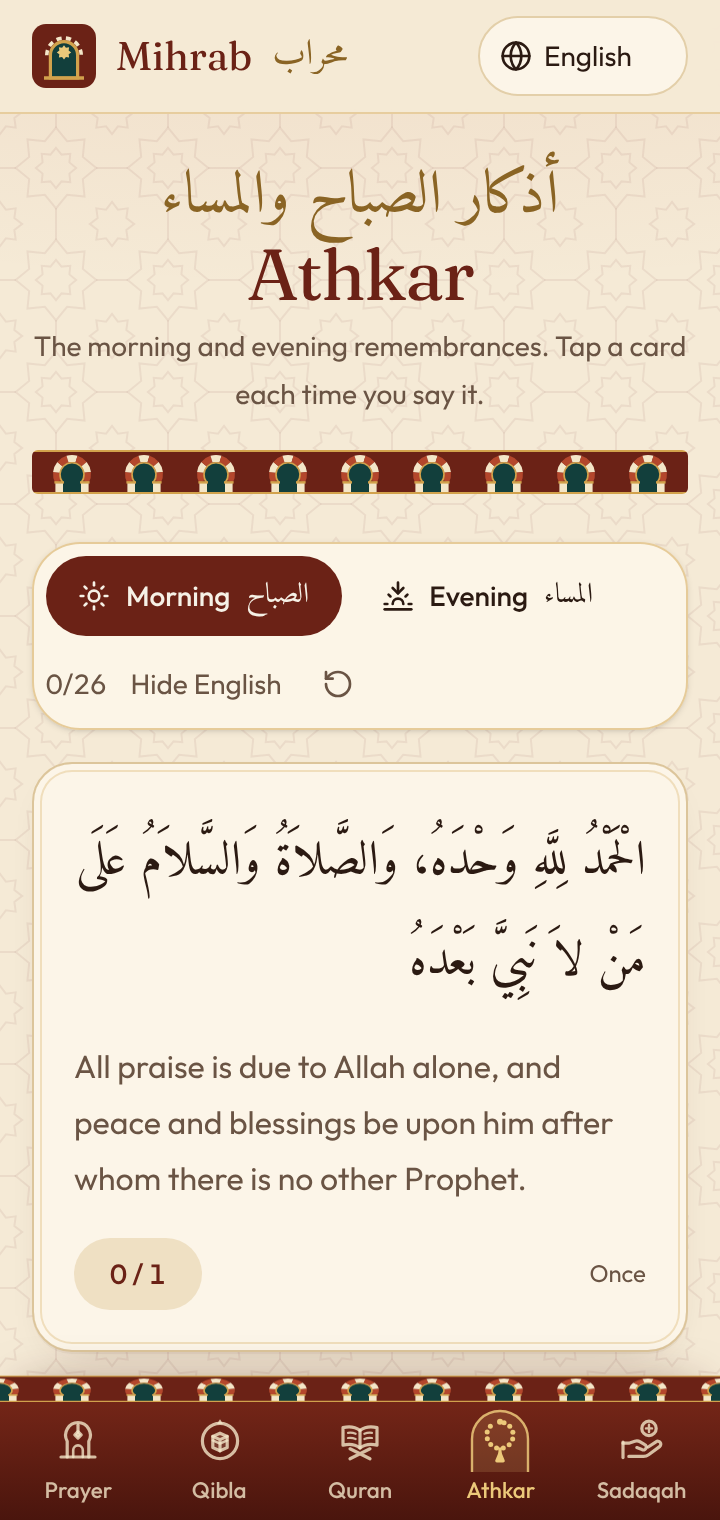 Mihrab محراب
English
أذكار الصباح والمساء
Athkar
The morning and evening remembrances. Tap a card
each time you say it.
Morning الصباح
Evening المساء
0/26 Hide English
الْحَمْدُ لِلَّهِ وَحْدَهُ، وَالصَّلاَةُ وَالسَّلاَمُ عَلَى
مَنْ لاَ نَبِيَّ بَعْدَهُ
All praise is due to Allah alone, and
peace and blessings be upon him after
whom there is no other Prophet.
0 / 1
Once
Prayer
Qibla
Quran
Athkar
Sadaqah